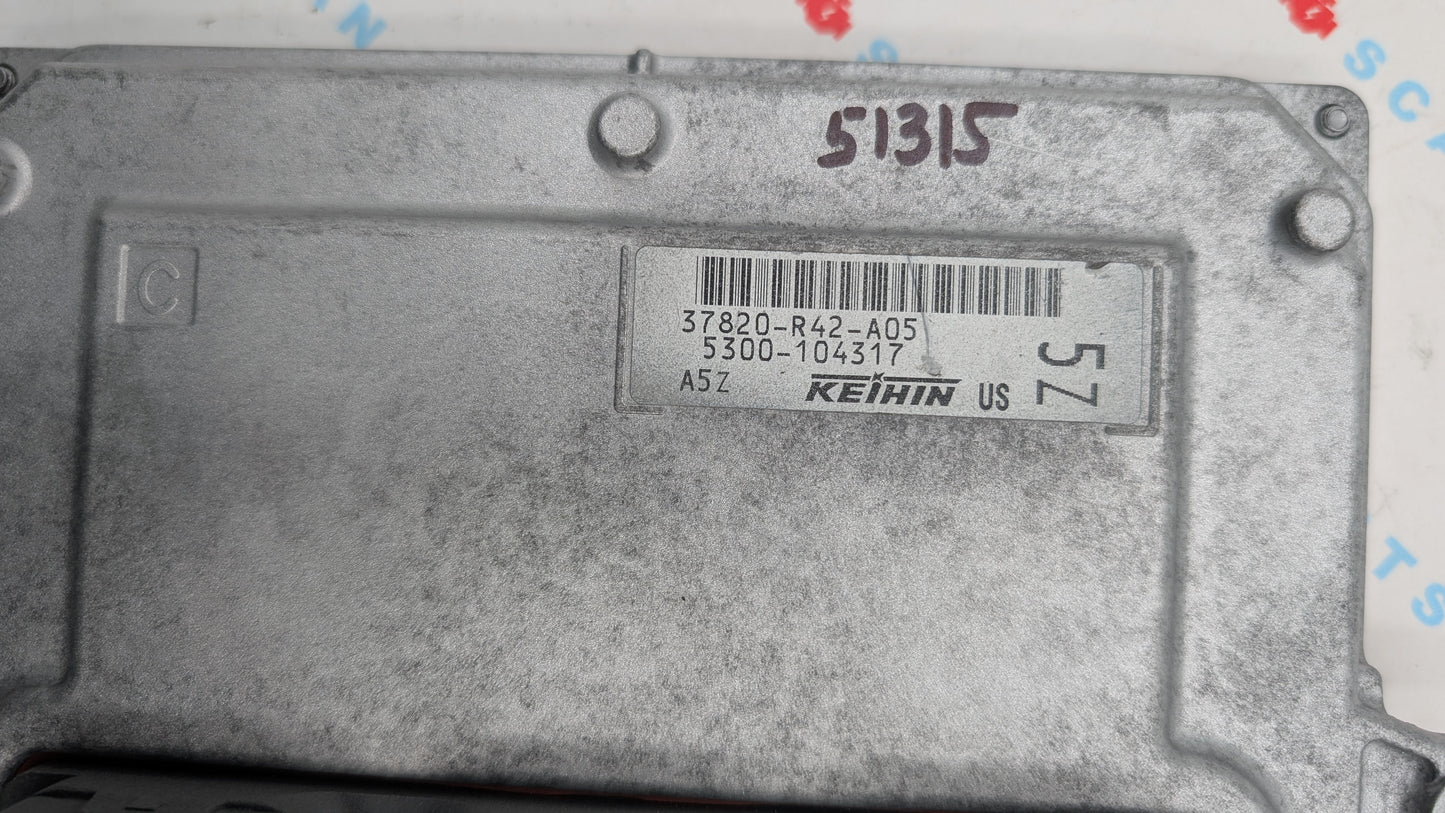 51315
C
37820-R42-A05
5300-104317
A5Z KEIHIN US
5Z